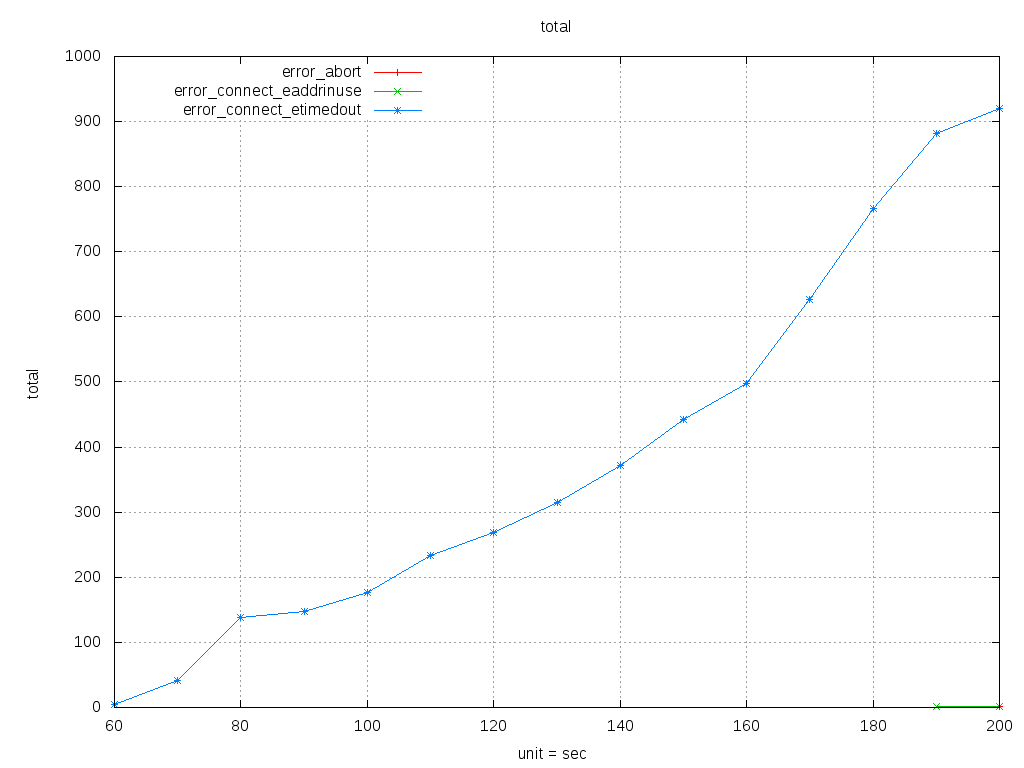 total
1000
900
800
700
600
500
400
300
200
100
0
error_abort
error_connect_eaddrinuse
error_connect_etimedout
total
60 80 100 120 140 160 180 200
unit = sec